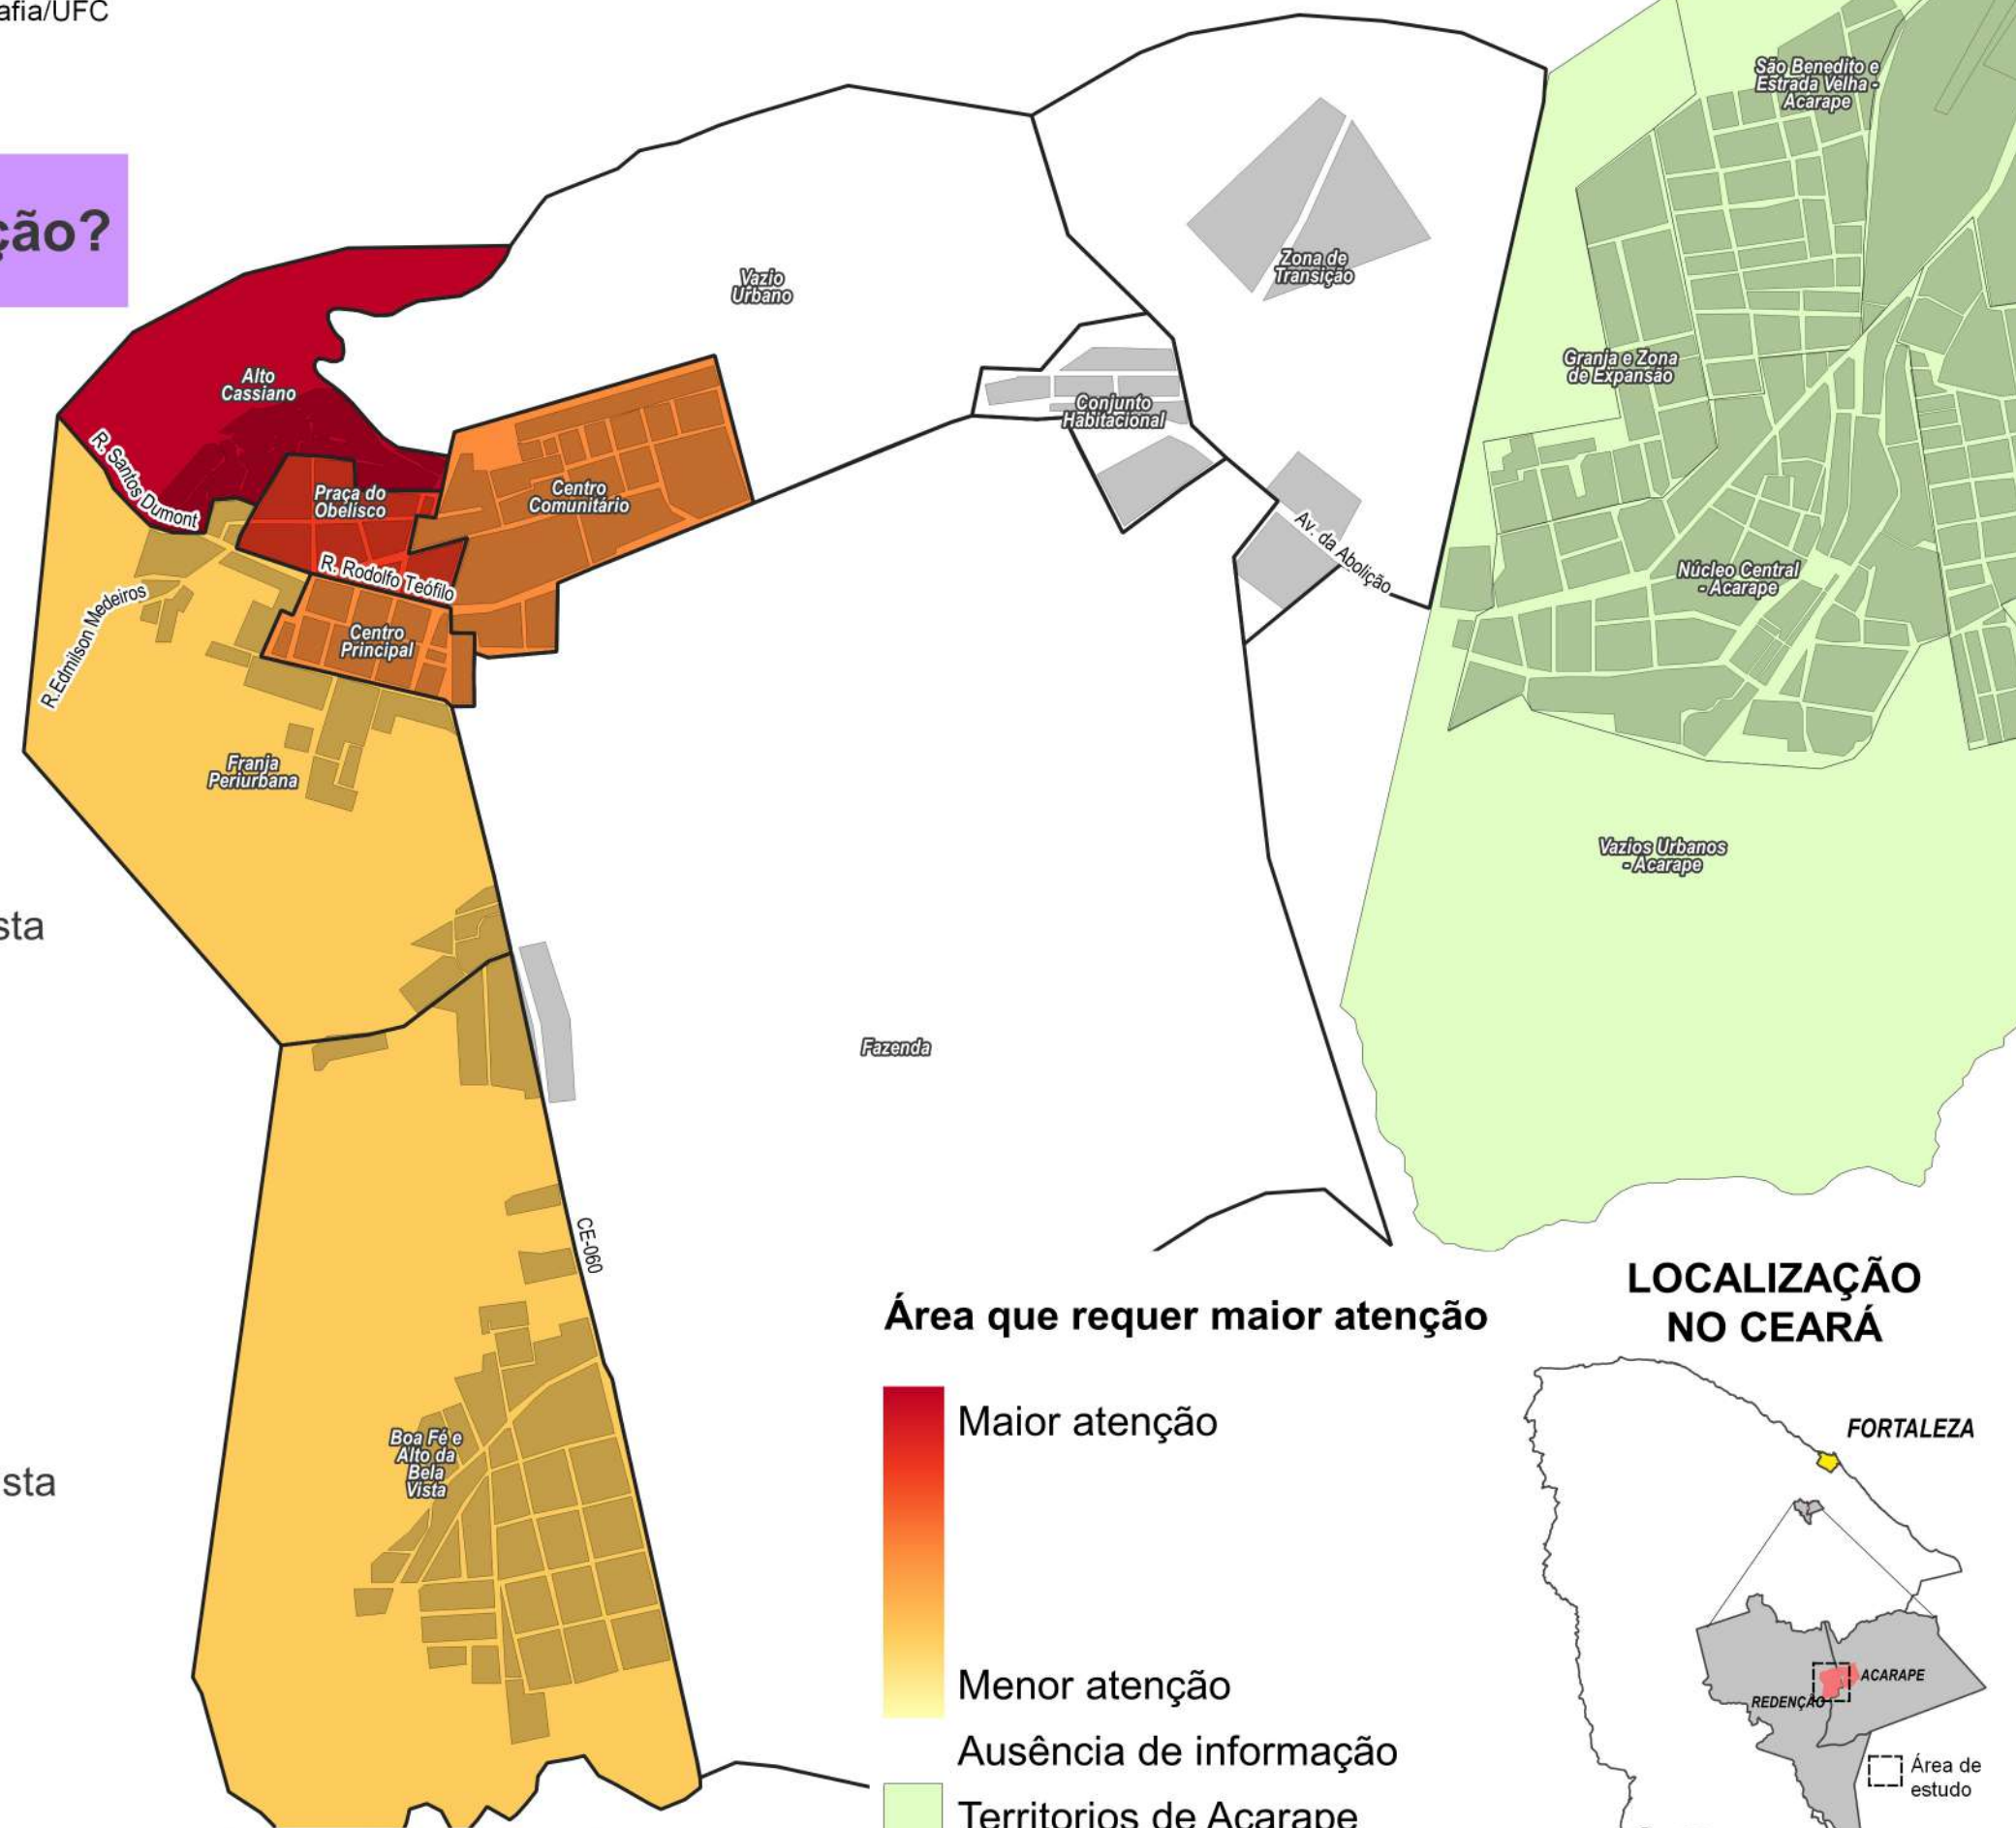 afia/UFC
ção?
São Benedito e
Estrada Velha -
Acarape
Vazio
Urbano
Zona de
Transição
Granja e Zona
de Expansão
Alto
Cassiano
Conjunto
Habitacional
R. Santos Dumont
Praça do
Obelisco
Centro
Comunitário
Av. da Abolição
R. Rodolfo Teófilo
Núcleo Central
- Acarape
R.Edmilson Medeiros
Centro
Principal
Franja
Periurbana
Vazios Urbanos
- Acarape
sta
Fazenda
CE-060
Boa Fé e
Alto da
Bela
Vista
sta
Área que requer maior atenção
Maior atenção
Menor atenção
Ausência de informação
Territorios de Acarape
LOCALIZAÇÃO
NO CEARÁ
FORTALEZA
ACARAPE
REDENÇÃO
Área de
estudo